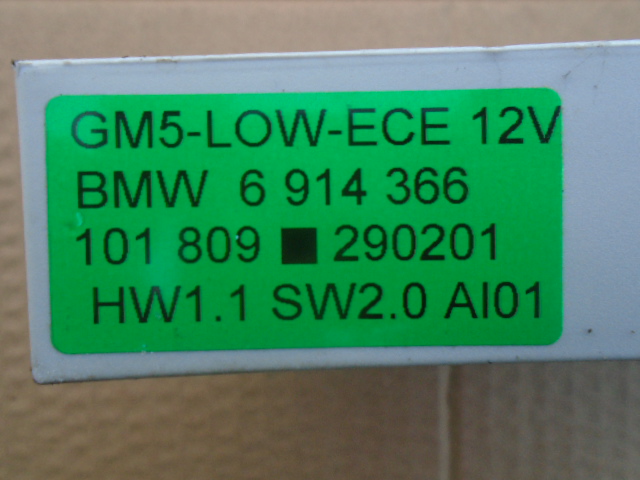 GM5-LOW-ECE 12V
BMW 6 914 366
101 809 ■ 290201
HW1.1 SW2.0 AI01